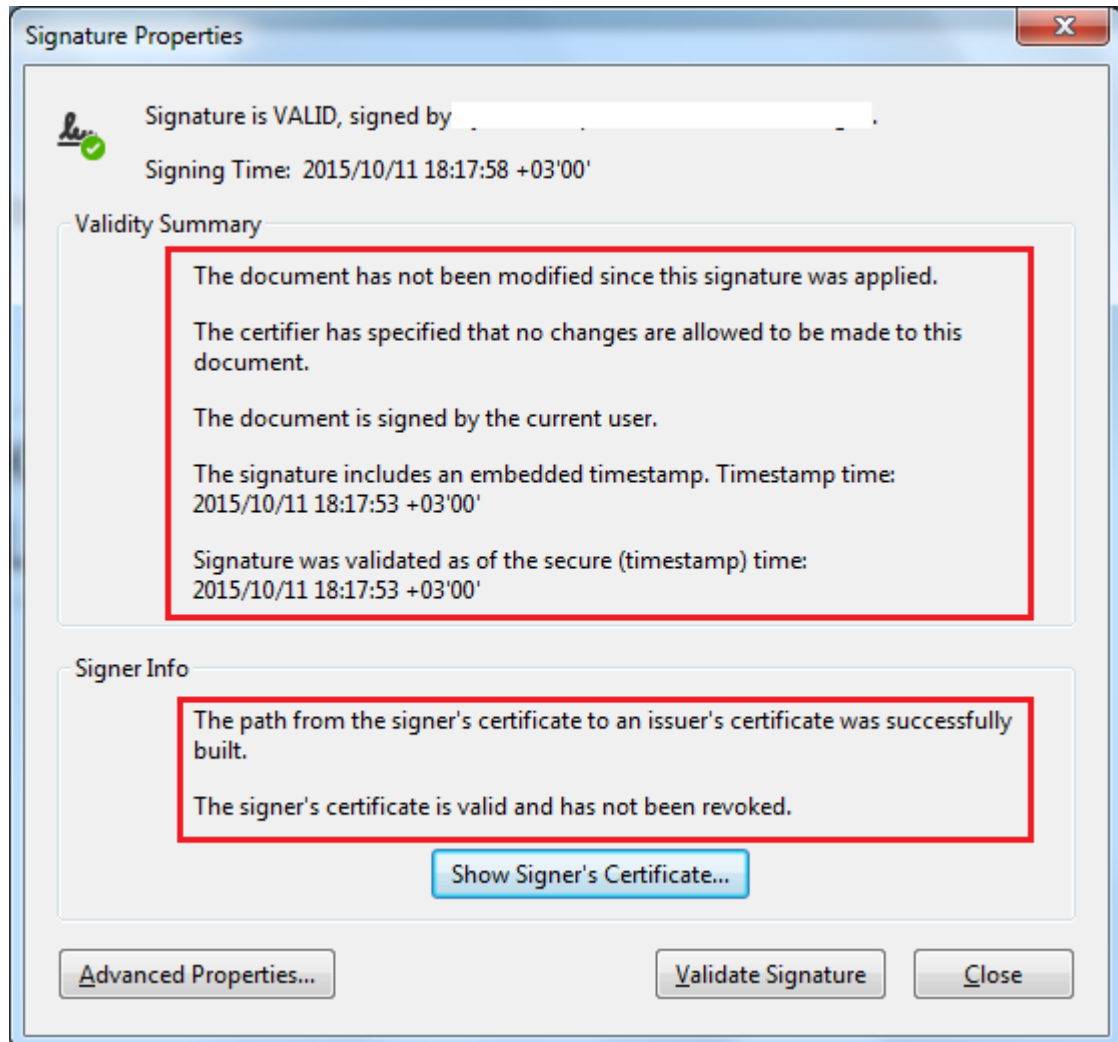 Signature Properties
Signature is VALID, signed by .
Signing Time: 2015/10/11 18:17:58 +03'00'
Validity Summary
The document has not been modified since this signature was applied.
The certifier has specified that no changes are allowed to be made to this
document.
The document is signed by the current user.
The signature includes an embedded timestamp. Timestamp time:
2015/10/11 18:17:53 +03'00'
Signature was validated as of the secure (timestamp) time:
2015/10/11 18:17:53 +03'00'
Signer Info
The path from the signer's certificate to an issuer's certificate was successfully
built.
The signer's certificate is valid and has not been revoked.
Show Signer's Certificate...
Advanced Properties...
Validate Signature
Close